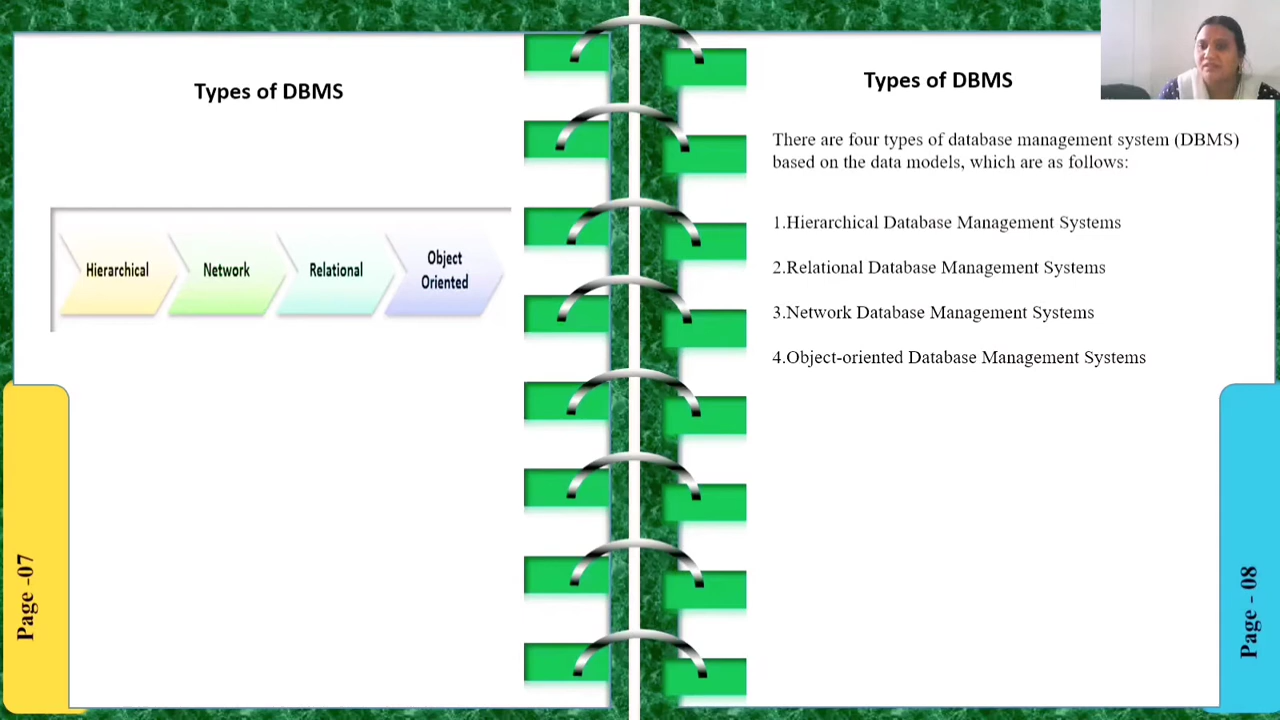 Types of DBMS
Hierarchical
Network
Relational
Object
Oriented
Page -07
Types of DBMS
There are four types of database management system (DBMS)
based on the data models, which are as follows:
1.Hierarchical Database Management Systems
2.Relational Database Management Systems
3.Network Database Management Systems
4.Object-oriented Database Management Systems
Page - 08